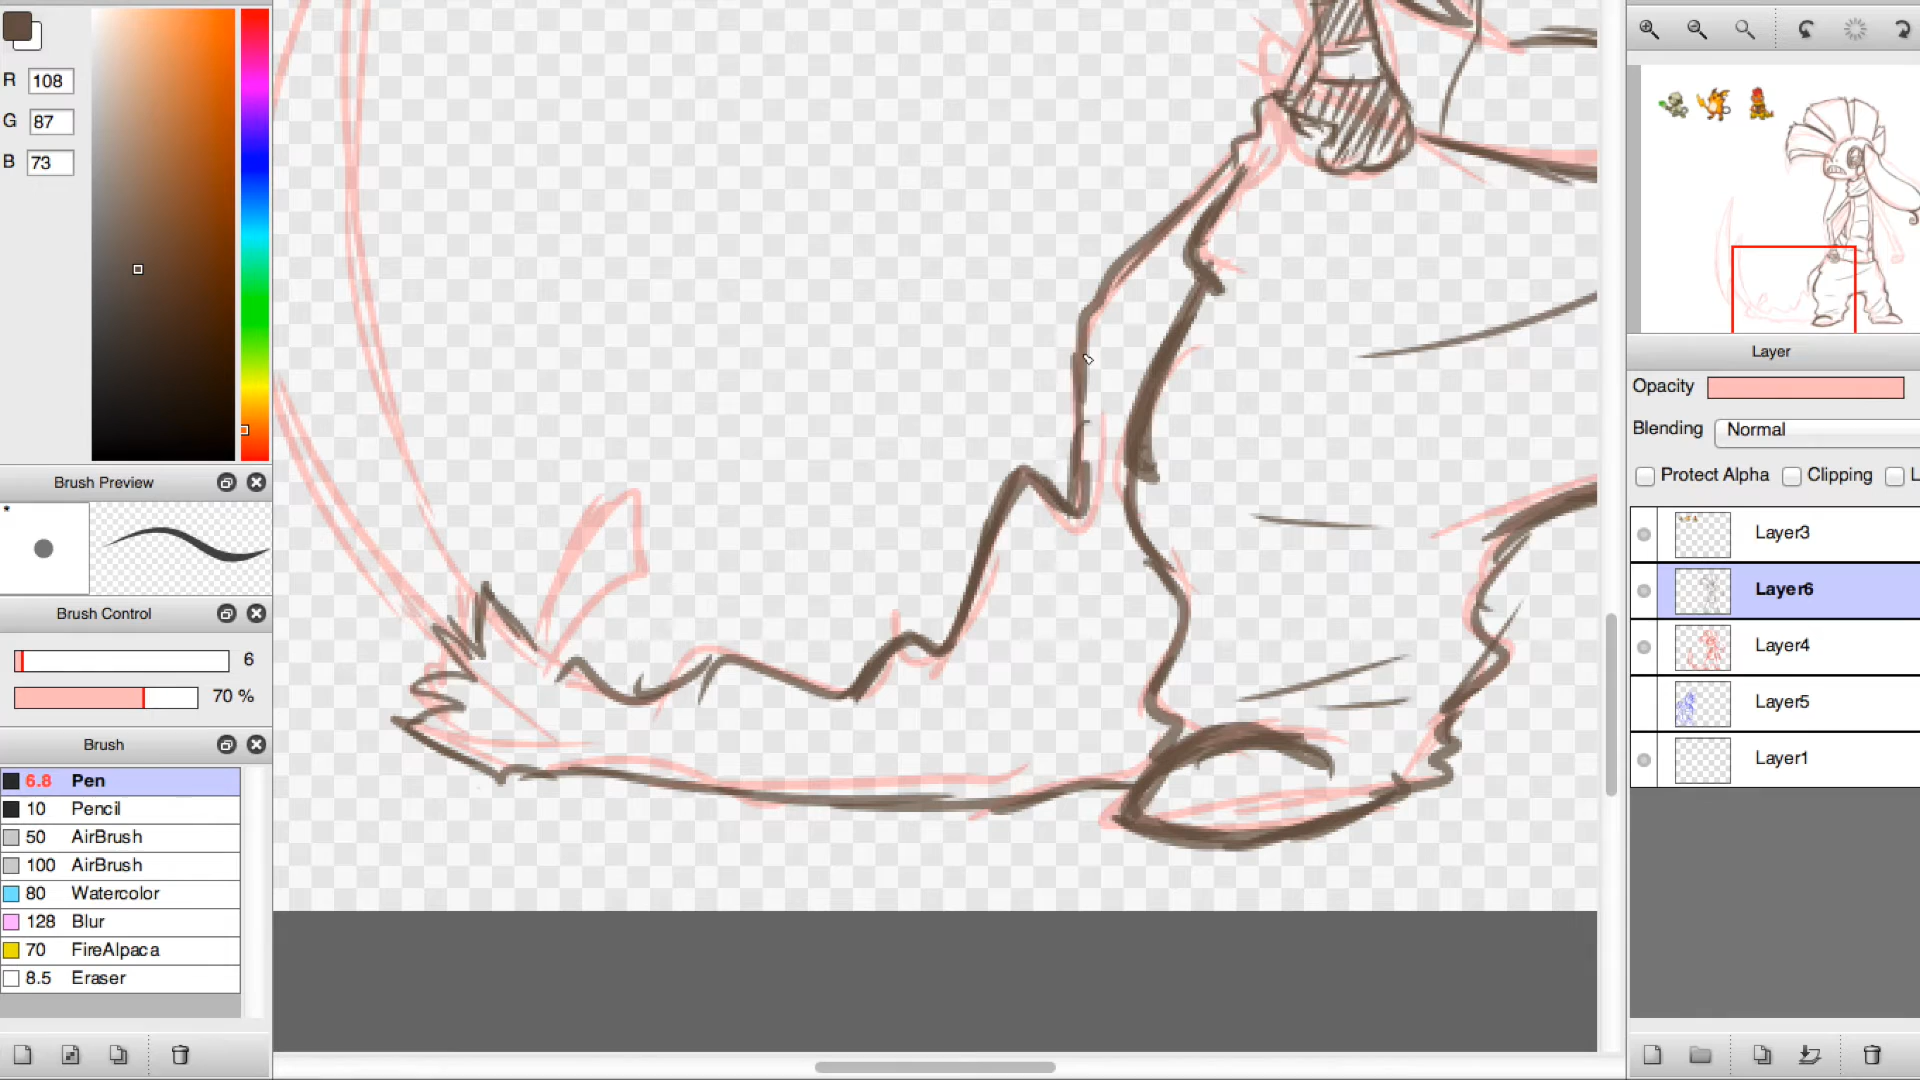 R 108
G 87
B 73
Brush Preview
*
Brush Control
6
70 %
Brush
6.8 Pen
10 Pencil
50 AirBrush
100 AirBrush
80 Watercolor
128 Blur
70 FireAlpaca
8.5 Eraser
Layer
Opacity
Blending Normal
Protect Alpha Clipping L
Layer3
Layer6
Layer4
Layer5
Layer1